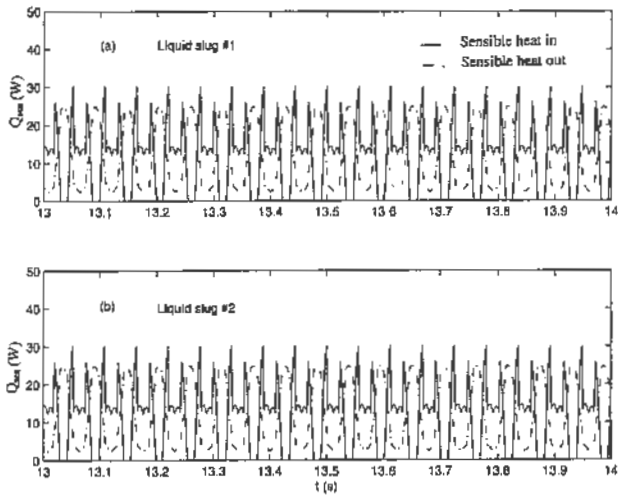 50
40
30
20
10
0
Qsen (W)
(a) Liquid slug #1
Sensible heat in
Sensible heat out
13 13.1 13.2 13.3 13.4 13.5 13.6 13.7 13.8 13.9 14
50
40
30
20
10
0
Qsen (W)
(b) Liquid slug #2
13 13.1 13.2 13.3 13.4 13.5 13.6 13.7 13.8 13.9 14
t (s)